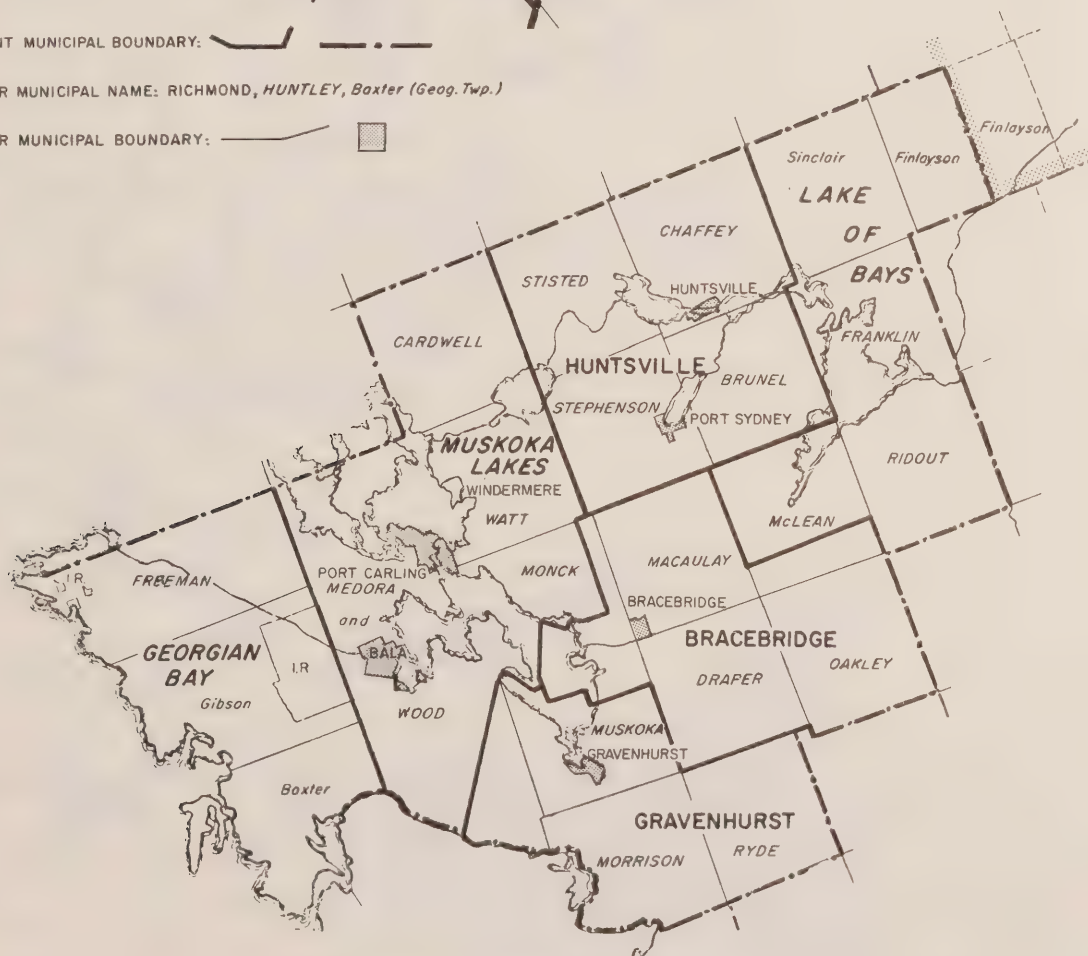 NT MUNICIPAL BOUNDARY:
R MUNICIPAL NAME: RICHMOND, HUNTLEY, Baxter (Geog. Twp.)
R MUNICIPAL BOUNDARY:
Finlayson
Sinclair
Finlayson
LAKE
OF
BAYS
CHAFFEY
STISTED
HUNTSVILLE
CARDWELL
FRANKLIN
HUNTSVILLE
BRUNEL
STEPHENSON
PORT SYDNEY
MUSKOKA
LAKES
RIDOUT
WINDERMERE
WATT
McLEAN
MACAULAY
MONCK
PORT CARLING
MEDORA
and
FREEMAN
I.R.
BRACEBRIDGE
BRACEBRIDGE
GEORGIAN
BAY
I.R
BALA
OAKLEY
DRAPER
Gibson
WOOD
MUSKOKA
GRAVENHURST
Baxter
GRAVENHURST
RYDE
MORRISON